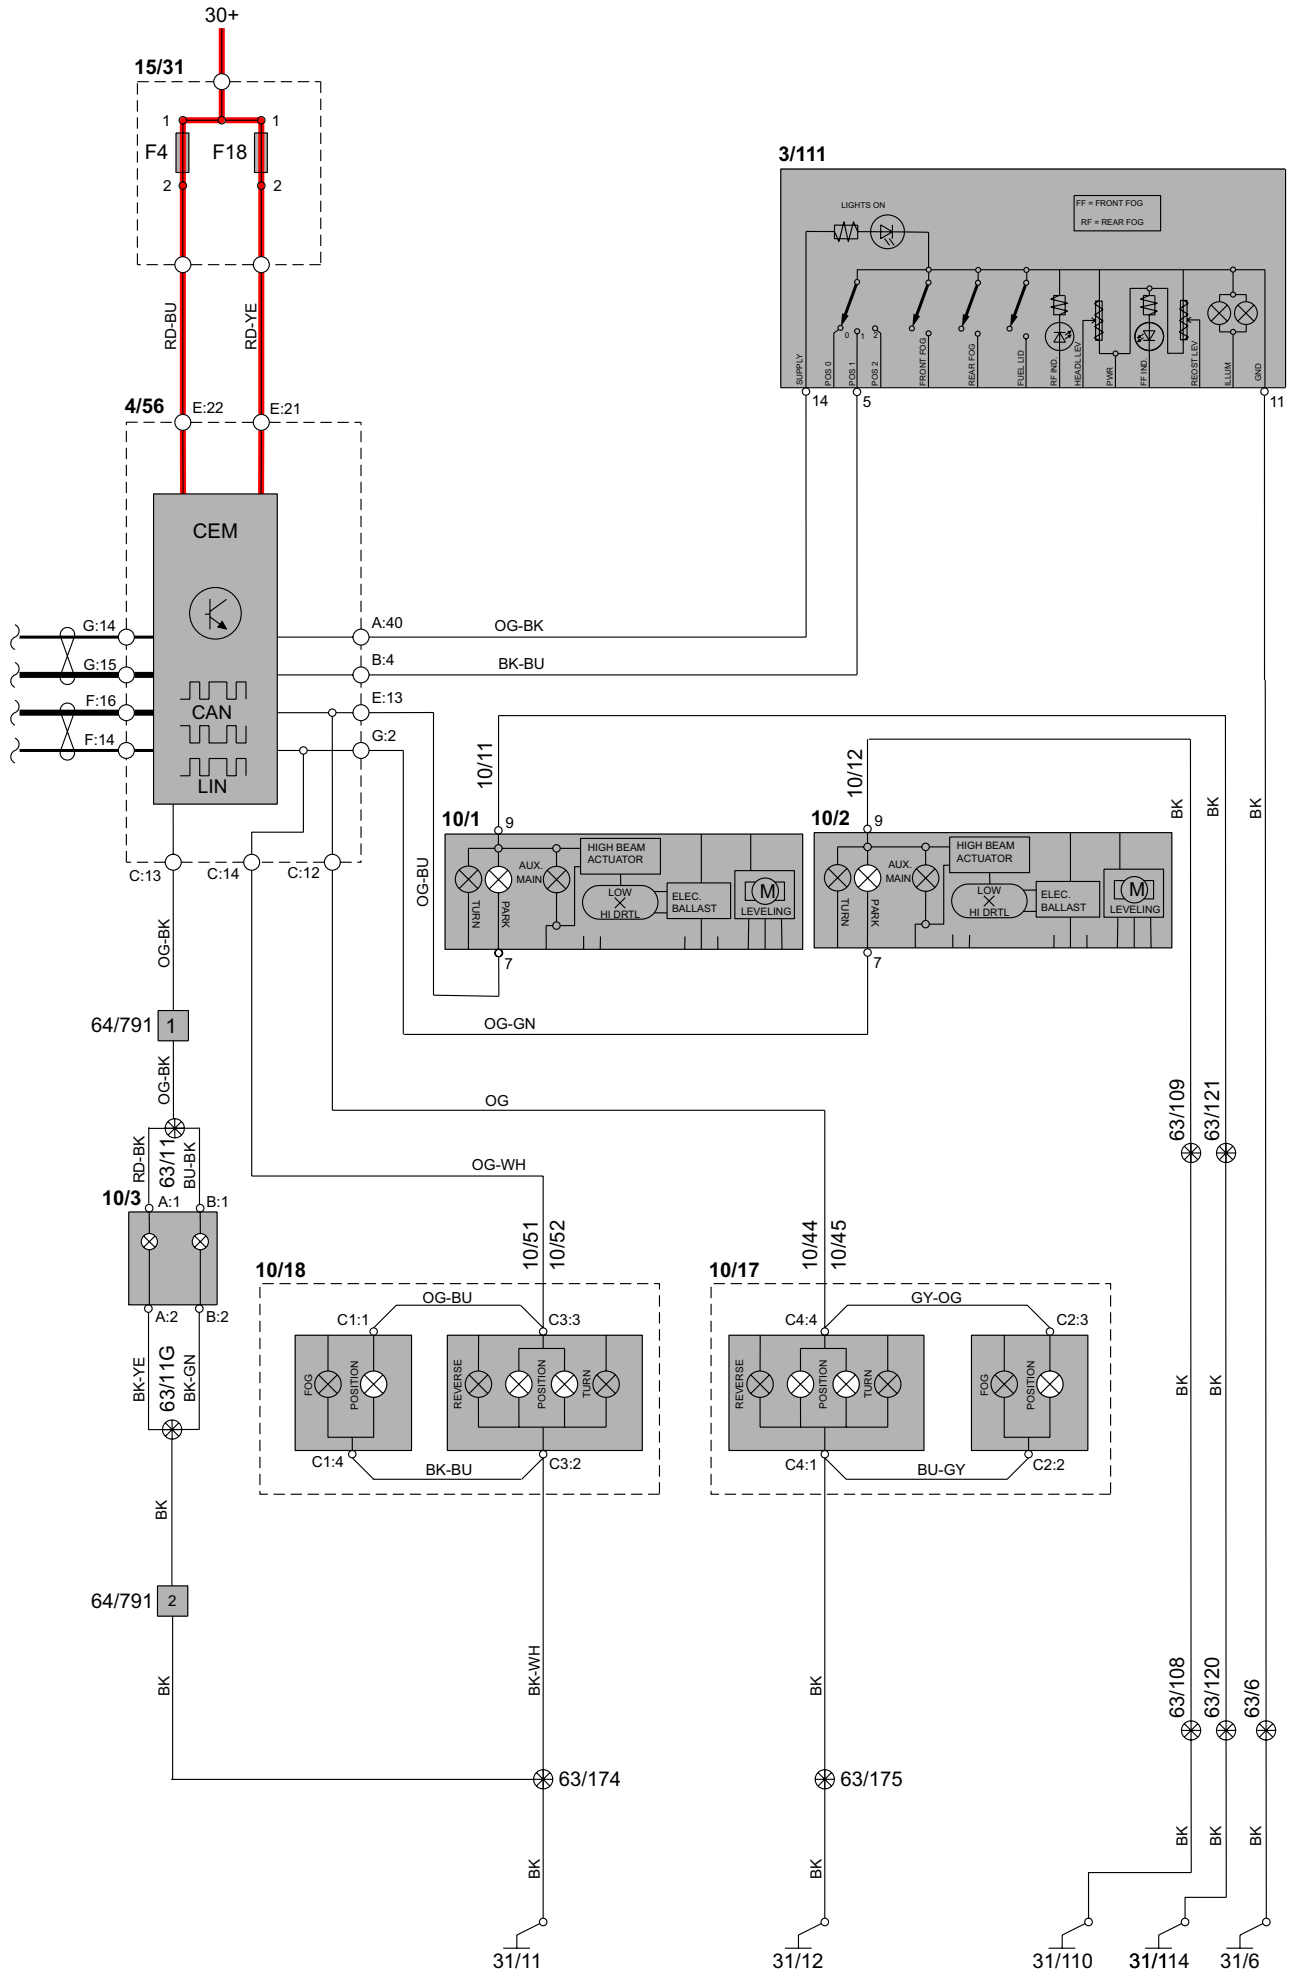 30+
15/31
1
1
F4
F18
2
2
RD-BU
RD-YE
3/111
FF = FRONT FOG
RF = REAR FOG
LIGHTS ON
0
1
2
SUPPLY
POS 0
POS 1
POS 2
FRONT FOG
REAR FOG
FUEL LID
RF IND.
HEADL LEV
PWR
FF IND.
REOST LEV
ILLUM
GND
14
5
11
4/56
E:22
E:21
CEM
G:14
A:40
OG-BK
G:15
B:4
BK-BU
F:16
CAN
E:13
F:14
G:2
LIN
C:13
C:14
C:12
OG-BU
10/11
10/12
BK
BK
BK
10/1
9
TURN
PARK
AUX.
MAIN
HIGH BEAM
ACTUATOR
LOW
HI DRTL
ELEC.
BALLAST
M
LEVELING
7
10/2
9
TURN
PARK
AUX.
MAIN
HIGH BEAM
ACTUATOR
LOW
HI DRTL
ELEC.
BALLAST
M
LEVELING
7
OG-GN
OG-BK
64/791
1
OG-BK
OG
OG-WH
63/109
63/121
RD-BK
63/11
BU-BK
10/3
A:1
B:1
A:2
B:2
BK-YE
63/11G
BK-GN
BK
64/791
2
BK
10/51
10/52
10/18
OG-BU
C1:1
C3:3
FOG
POSITION
REVERSE
POSITION
TURN
C1:4
BK-BU
C3:2
10/44
10/45
10/17
GY-OG
C4:4
C2:3
REVERSE
POSITION
TURN
FOG
POSITION
C4:1
BU-GY
C2:2
BK
BK
BK-WH
BK
63/108
63/120
63/6
63/174
63/175
BK
BK
BK
BK
BK
31/11
31/12
31/110
31/114
31/6